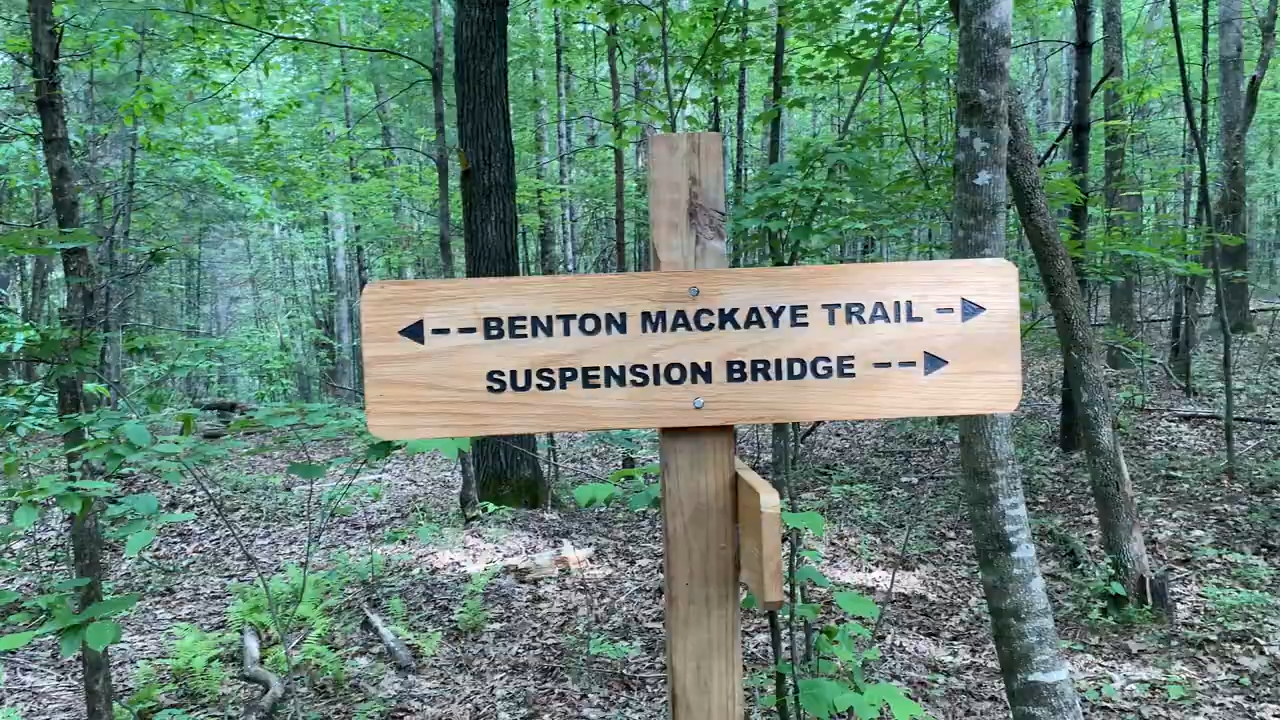 ◄--BENTON MACKAYE TRAIL -►
SUSPENSION BRIDGE --►